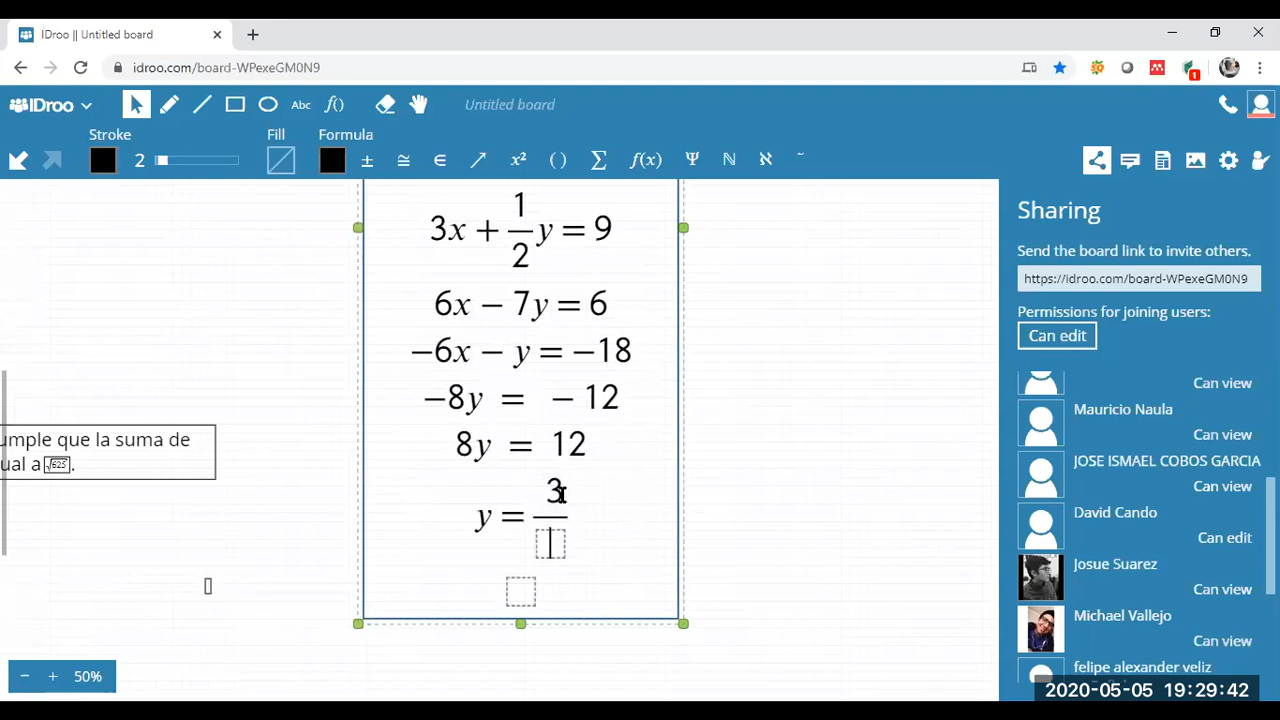 IDroo || Untitled board
idroo.com/board-WPexeGM0N9
1
IDroo
Abc
f()
Untitled board
Stroke
Fill
Formula
2
± ≅ ∈ x² ( ) ∑ f(x) Ψ ℕ ℵ ~
Sharing
Send the board link to invite others.
https://idroo.com/board-WPexeGM0N9
Permissions for joining users:
Can edit
Can view
Mauricio Naula
Can view
JOSE ISMAEL COBOS GARCIA
Can view
David Cando
Can edit
Josue Suarez
Can view
Michael Vallejo
Can view
felipe alexander veliz
3x + 1/2 y = 9
6x − 7y = 6
−6x − y = −18
−8y = − 12
8y = 12
y = 3/
umple que la suma de
ual a √625.
50%
2020-05-05 19:29:42